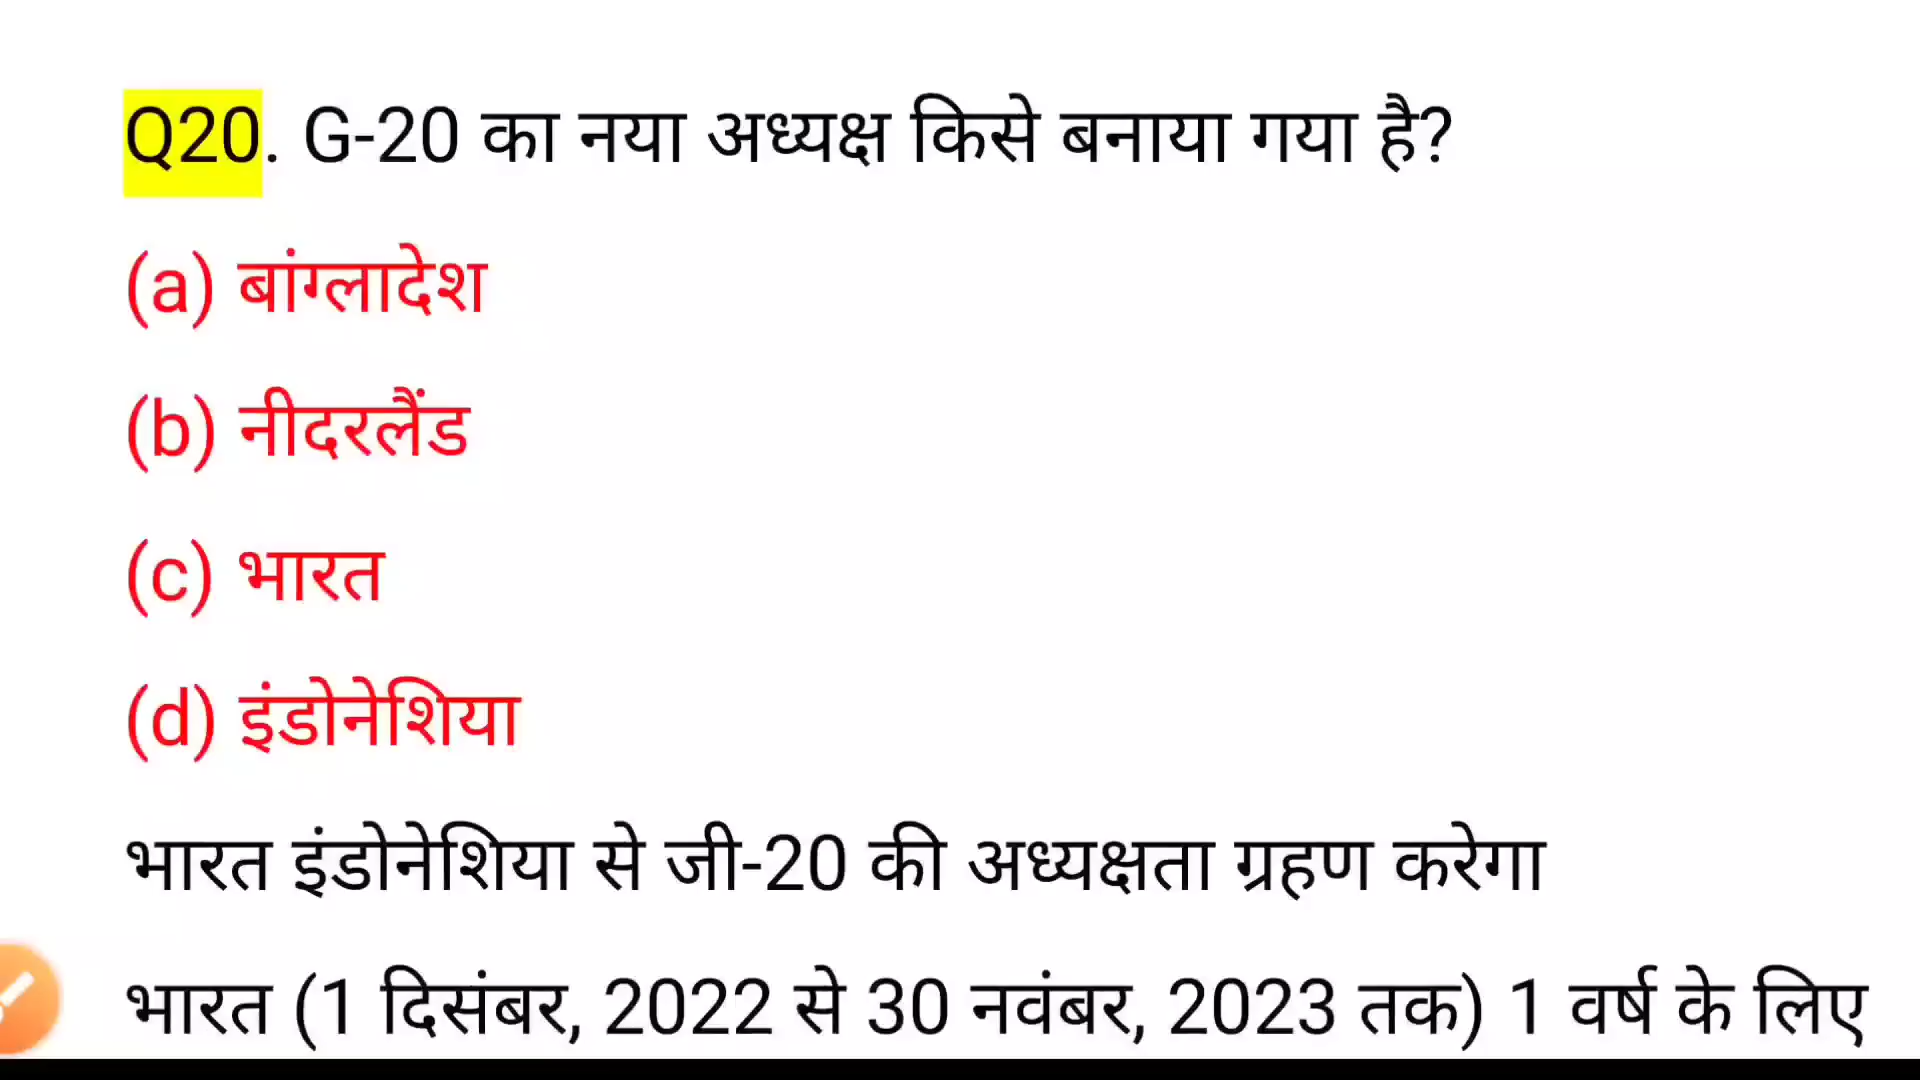 Q20. G-20 का नया अध्यक्ष किसे बनाया गया है?
(a) बांग्लादेश
(b) नीदरलैंड
(c) भारत
(d) इंडोनेशिया
भारत इंडोनेशिया से जी-20 की अध्यक्षता ग्रहण करेगा
भारत (1 दिसंबर, 2022 से 30 नवंबर, 2023 तक) 1 वर्ष के लिए